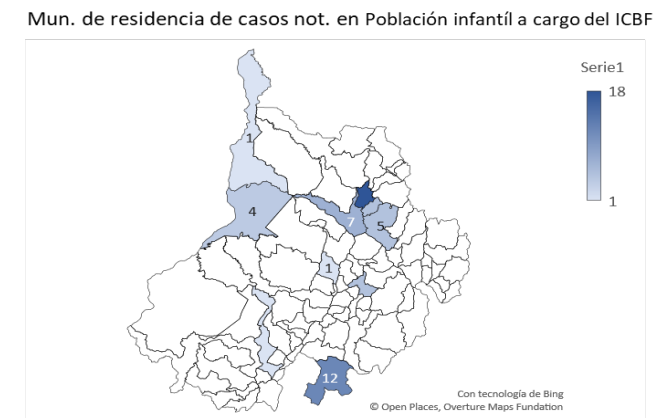 Mun. de residencia de casos not. en Población infantíl a cargo del ICBF
Serie1
18
1
1
4
7
5
1
12
Con tecnología de Bing
© Open Places, Overture Maps Fundation